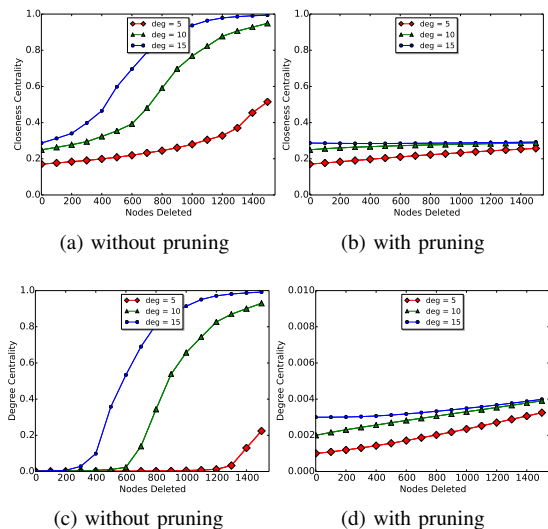 1.0
0.8
0.6
0.4
0.2
0.0
Closeness Centrality
deg = 5
deg = 10
deg = 15
0 200 400 600 800 1000 1200 1400
Nodes Deleted
(a) without pruning
1.0
0.8
0.6
0.4
0.2
0.0
Closeness Centrality
deg = 5
deg = 10
deg = 15
0 200 400 600 800 1000 1200 1400
Nodes Deleted
(b) with pruning
1.0
0.8
0.6
0.4
0.2
0.0
Degree Centrality
deg = 5
deg = 10
deg = 15
0 200 400 600 800 1000 1200 1400
Nodes Deleted
(c) without pruning
0.010
0.008
0.006
0.004
0.002
0.000
Degree Centrality
deg = 5
deg = 10
deg = 15
0 200 400 600 800 1000 1200 1400
Nodes Deleted
(d) with pruning